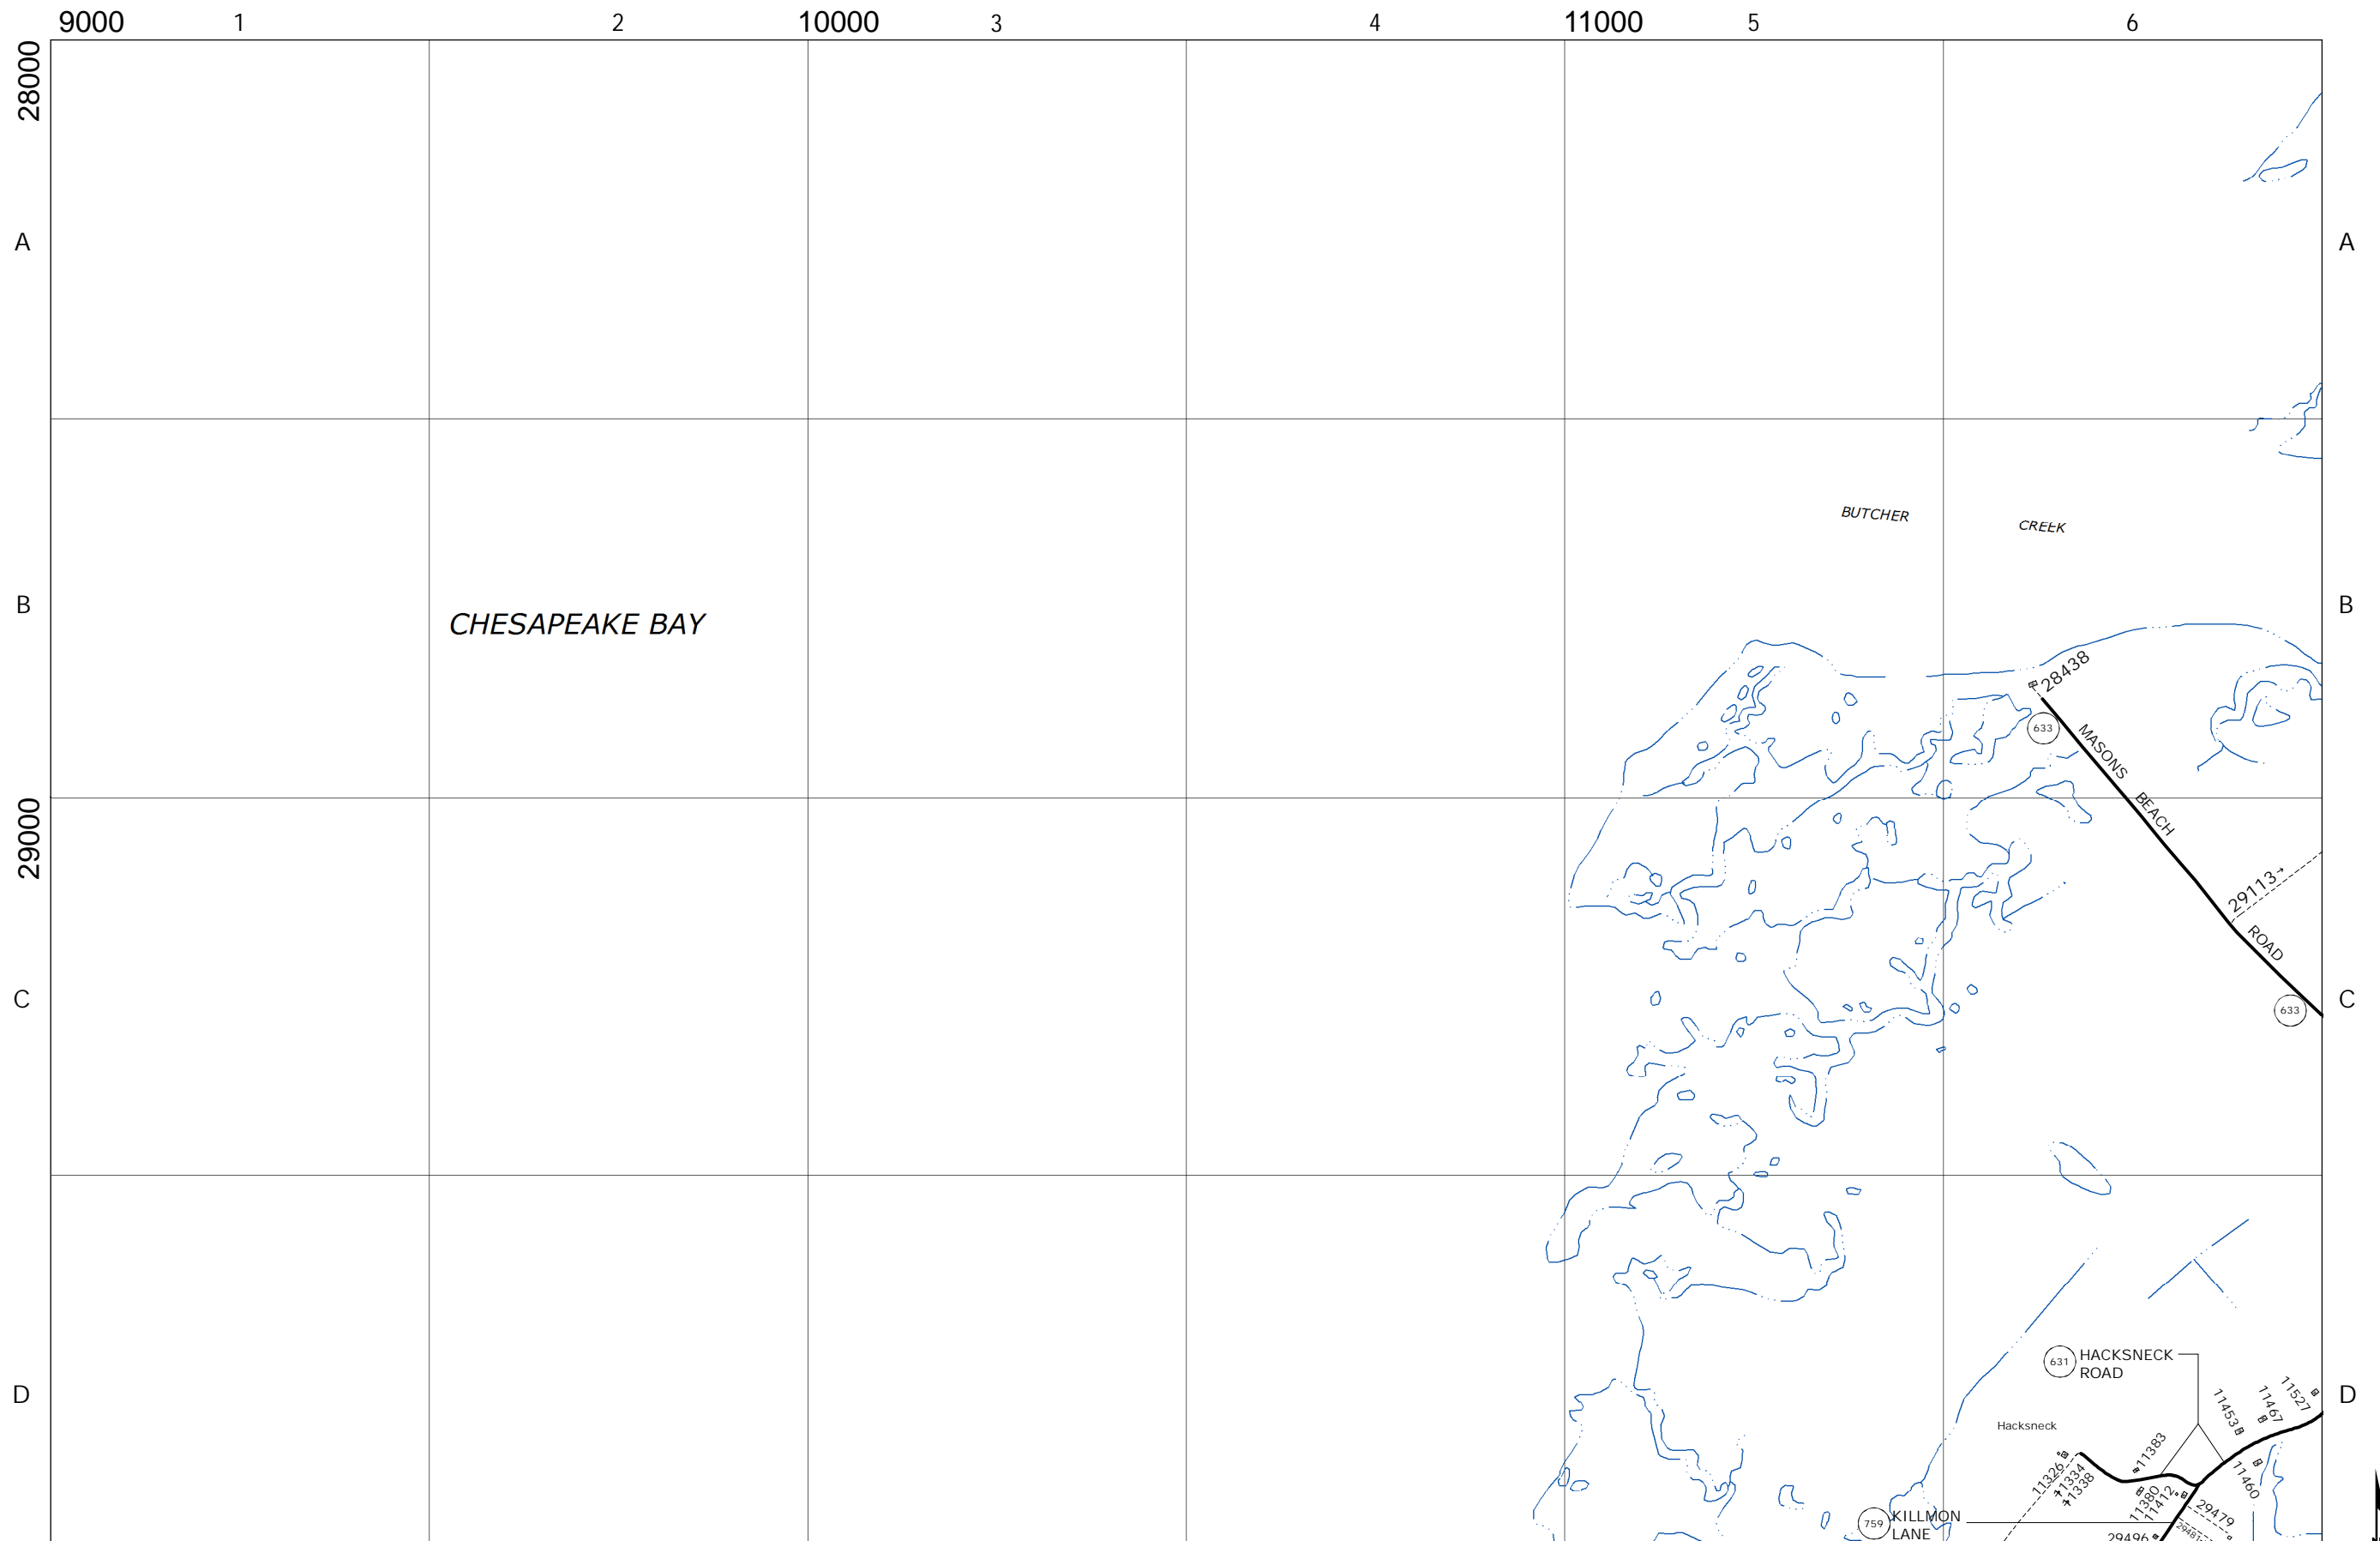 9000 1 2 10000 3 4 11000 5 6
28000
A A
BUTCHER CREEK
B B
CHESAPEAKE BAY
28438
633
MASONS BEACH ROAD
29000
29113
C C
633
631 HACKSNECK
ROAD
D D
11527
11467
11453
Hacksneck
11383
11326
11334
11338
11460
11380
11412
29479
759 KILLMON
LANE
29481
29496